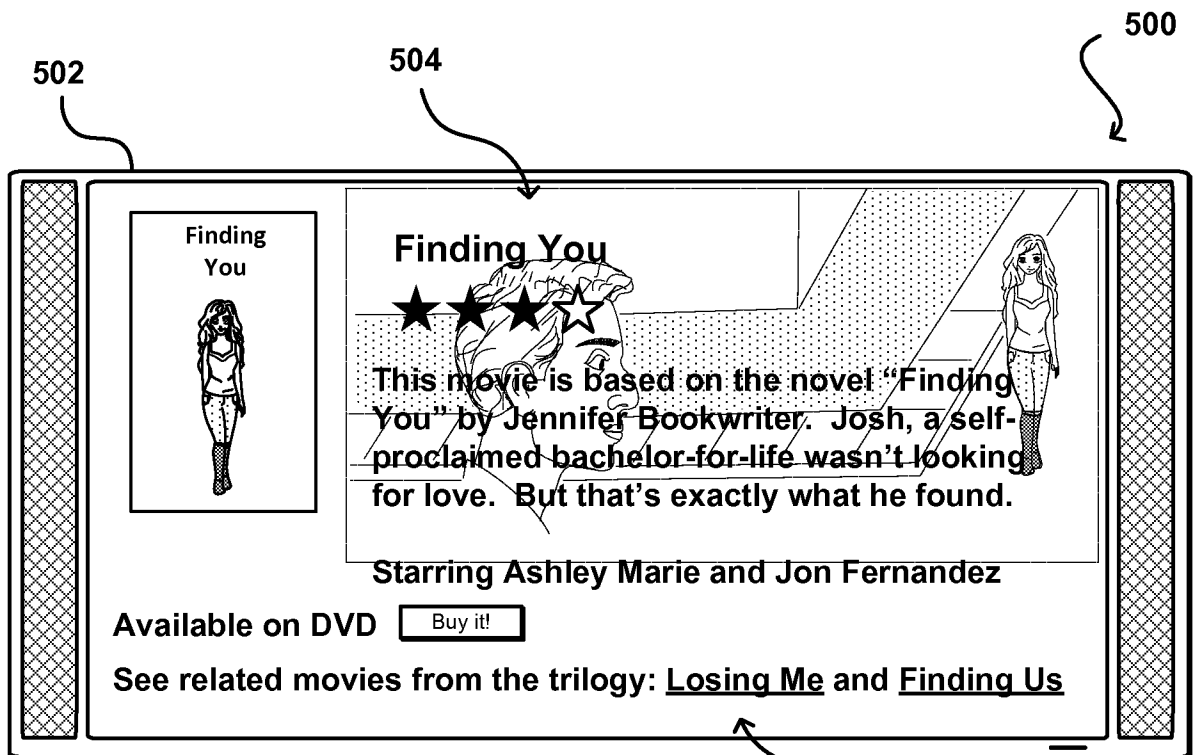 500
502
504
Finding
You
Finding You
This movie is based on the novel “Finding
You” by Jennifer Bookwriter.  Josh, a self-
proclaimed bachelor-for-life wasn’t looking
for love.  But that’s exactly what he found.
Starring Ashley Marie and Jon Fernandez
Available on DVD
Buy it!
See related movies from the trilogy: Losing Me and Finding Us